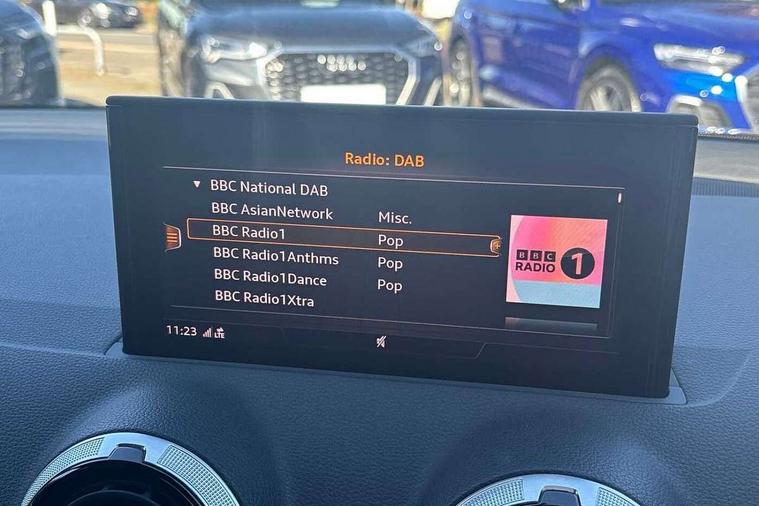 Radio: DAB
BBC National DAB
BBC AsianNetwork Misc.
BBC Radio1 Pop
BBC Radio1Anthms Pop
BBC Radio1Dance Pop
BBC Radio1Xtra
BBC
RADIO 1
11:23 LTE